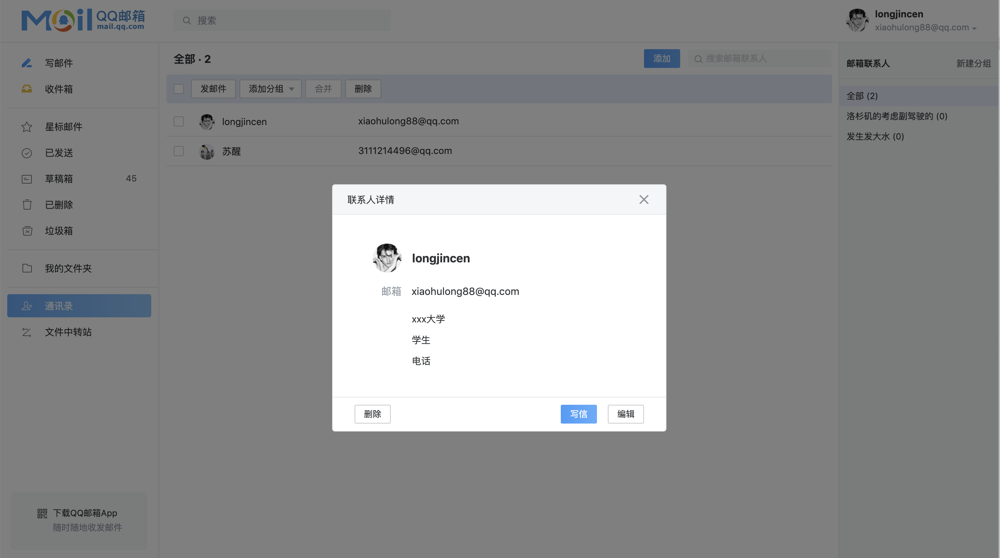 Mail QQ邮箱
mail.qq.com
搜索
longjincen
xiaohulong88@qq.com
写邮件
收件箱
星标邮件
已发送
草稿箱 45
已删除
垃圾箱
我的文件夹
通讯录
文件中转站
下载QQ邮箱App
随时随地收发邮件
全部 · 2
添加
搜索邮箱联系人
发邮件 添加分组 合并 删除
longjincen xiaohulong88@qq.com
苏醒 3111214496@qq.com
邮箱联系人 新建分组
全部 (2)
洛杉矶的考虑副驾驶的 (0)
发生发大水 (0)
联系人详情
longjincen
邮箱 xiaohulong88@qq.com
xxx大学
学生
电话
删除 写信 编辑